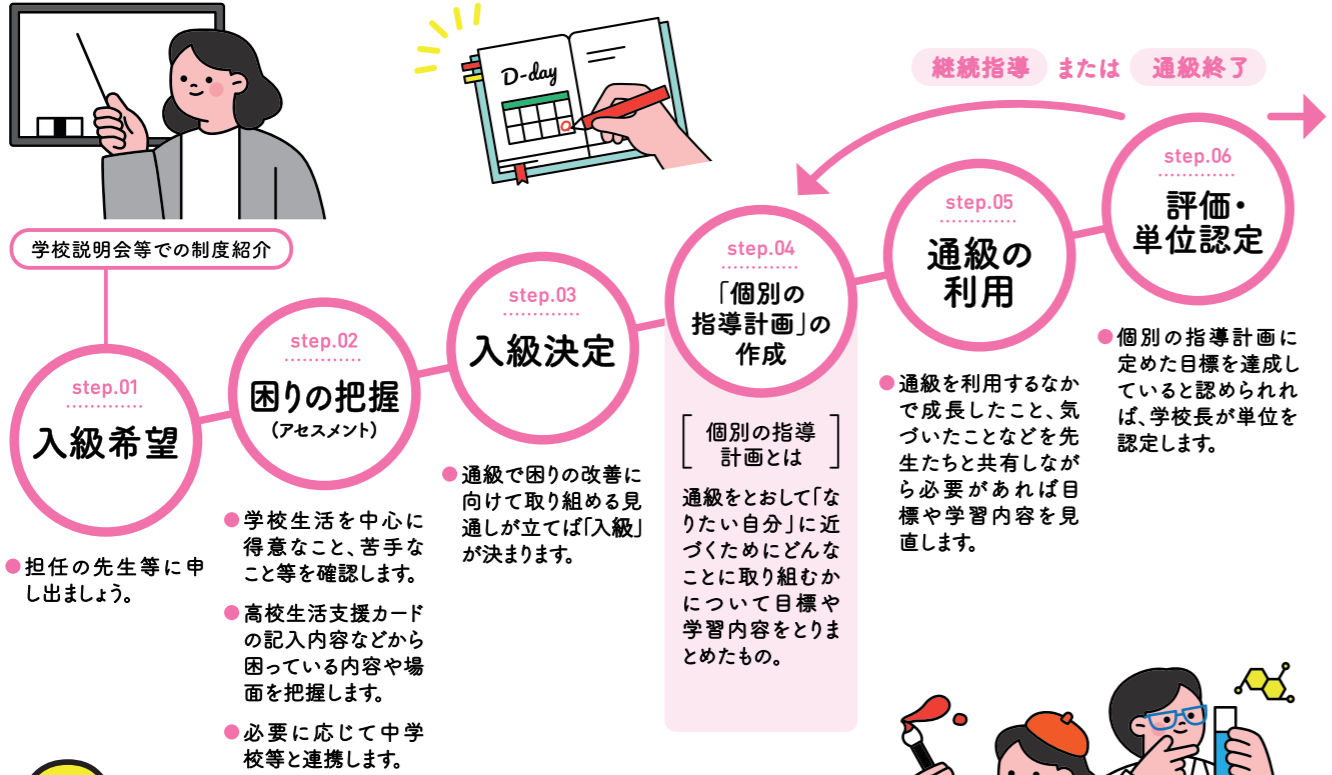 D-day
継続指導 または 通級終了
学校説明会等での制度紹介
step.01
入級希望
●担任の先生等に申
し出ましょう。
step.02
困りの把握
(アセスメント)
●学校生活を中心に
得意なこと、苦手な
こと等を確認します。
●高校生活支援カード
の記入内容などから
困っている内容や場
面を把握します。
●必要に応じて中学
校等と連携します。
step.03
入級決定
●通級で困りの改善に
向けて取り組める見
通しが立てば「入級」
が決まります。
step.04
「個別の
指導計画」の
作成
[個別の指導
計画とは]
通級をとおして「な
りたい自分」に近
づくためにどんな
ことに取り組むか
について目標や
学習内容をとりま
とめたもの。
step.05
通級の
利用
●通級を利用するなか
で成長したこと、気
づいたことなどを先
生たちと共有しなが
ら必要があれば目
標や学習内容を見
直します。
step.06
評価・
単位認定
●個別の指導計画に
定めた目標を達成し
ていると認められれ
ば、学校長が単位を
認定します。